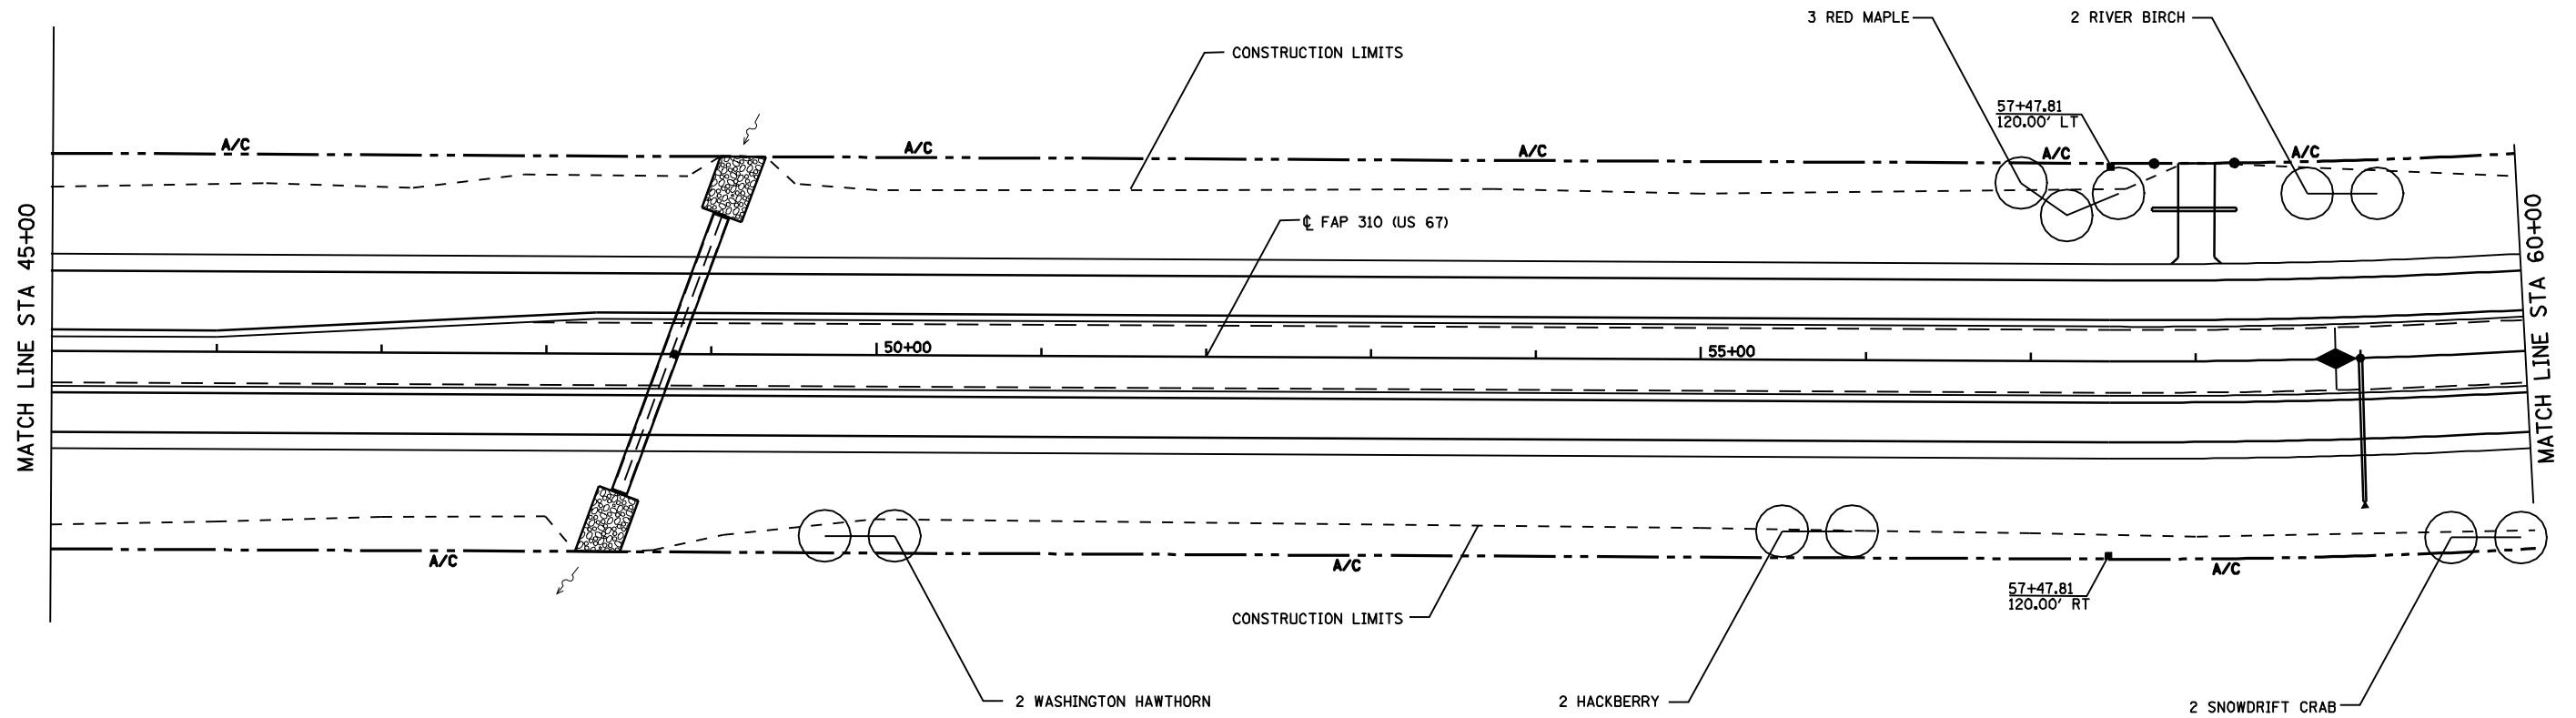 3 RED MAPLE
2 RIVER BIRCH
CONSTRUCTION LIMITS
57+47.81
120.00' LT
A/C
A/C
A/C
A/C
A/C
MATCH LINE STA 45+00
MATCH LINE STA 60+00
℄ FAP 310 (US 67)
50+00
55+00
A/C
A/C
A/C
57+47.81
120.00' RT
CONSTRUCTION LIMITS
2 WASHINGTON HAWTHORN
2 HACKBERRY
2 SNOWDRIFT CRAB